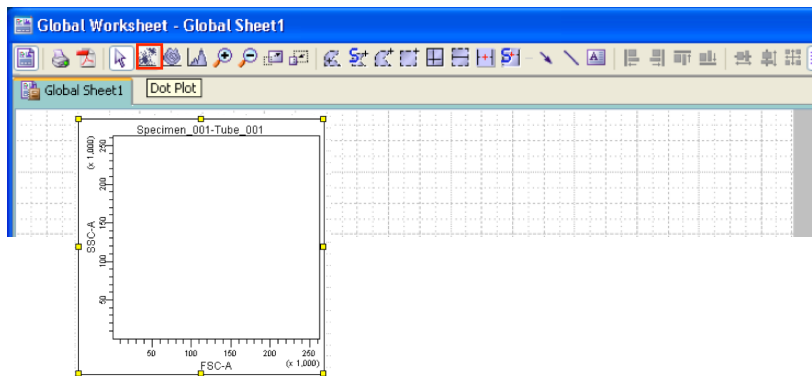 Global Worksheet - Global Sheet1
Global Sheet1
Dot Plot
Specimen_001-Tube_001
(x 1,000)
250
200
150
100
50
SSC-A
50 100 150 200 250
FSC-A (x 1,000)